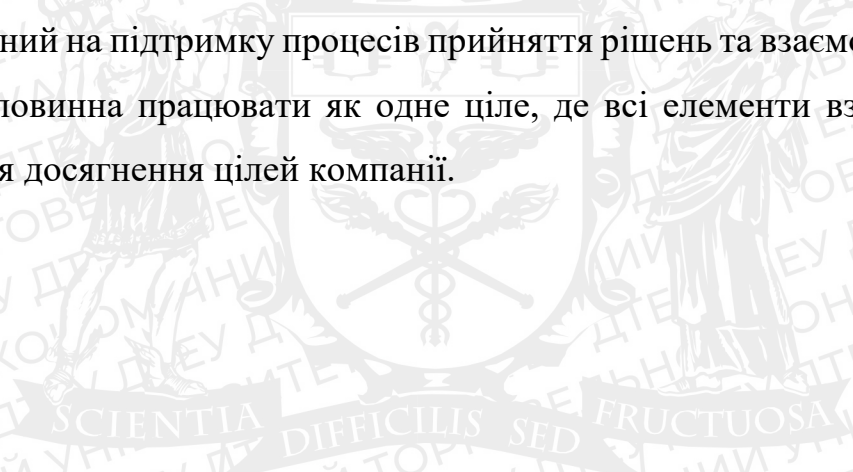 ний на підтримку процесів прийняття рішень та взаєм
повинна працювати як одне ціле, де всі елементи вз
я досягнення цілей компанії.
SCIENTIA DIFFICILIS SED FRUCTUOSA